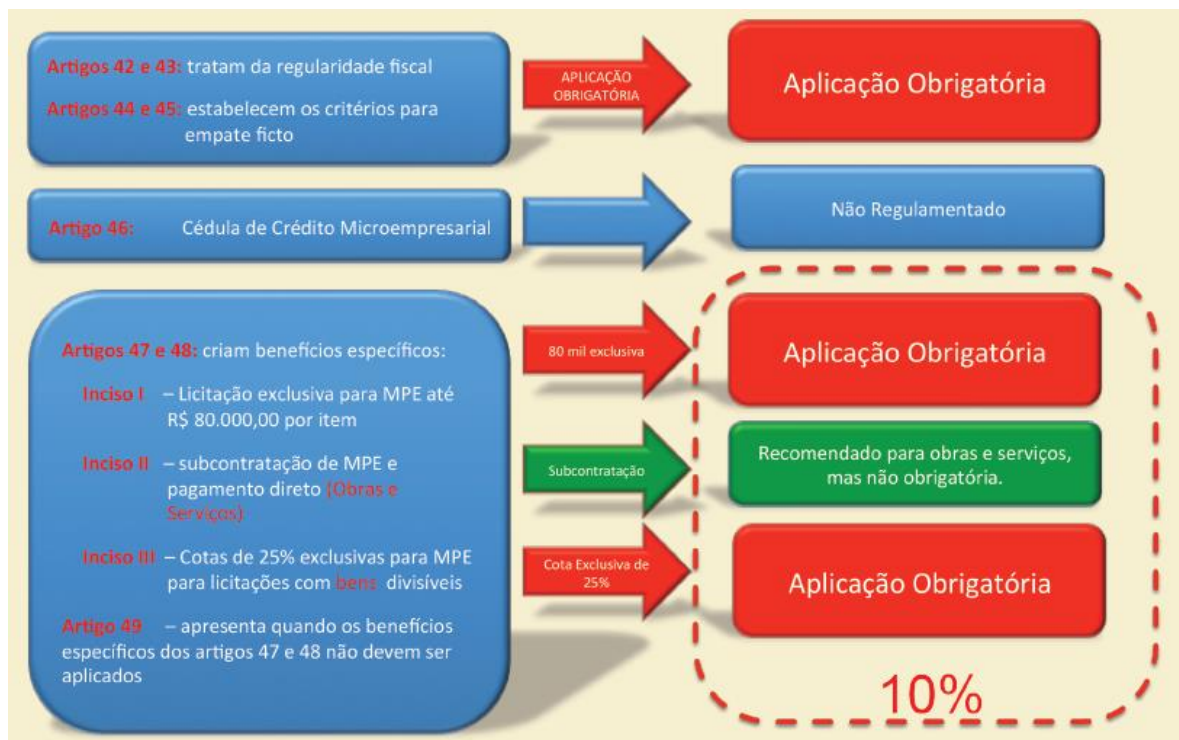 Artigos 42 e 43: tratam da regularidade fiscal
Artigos 44 e 45: estabelecem os critérios para
empate ficto
APLICAÇÃO
OBRIGATÓRIA
Aplicação Obrigatória
Artigo 46: Cédula de Crédito Microempresarial
Não Regulamentado
Artigos 47 e 48: criam benefícios específicos:
Inciso I – Licitação exclusiva para MPE até
R$ 80.000,00 por item
Inciso II – subcontratação de MPE e
pagamento direto (Obras e
Serviços)
Inciso III – Cotas de 25% exclusivas para MPE
para licitações com bens divisíveis
Artigo 49 – apresenta quando os benefícios
específicos dos artigos 47 e 48 não devem ser
aplicados
80 mil exclusiva
Aplicação Obrigatória
Subcontratação
Recomendado para obras e serviços,
mas não obrigatória.
Cota Exclusiva de
25%
Aplicação Obrigatória
10%